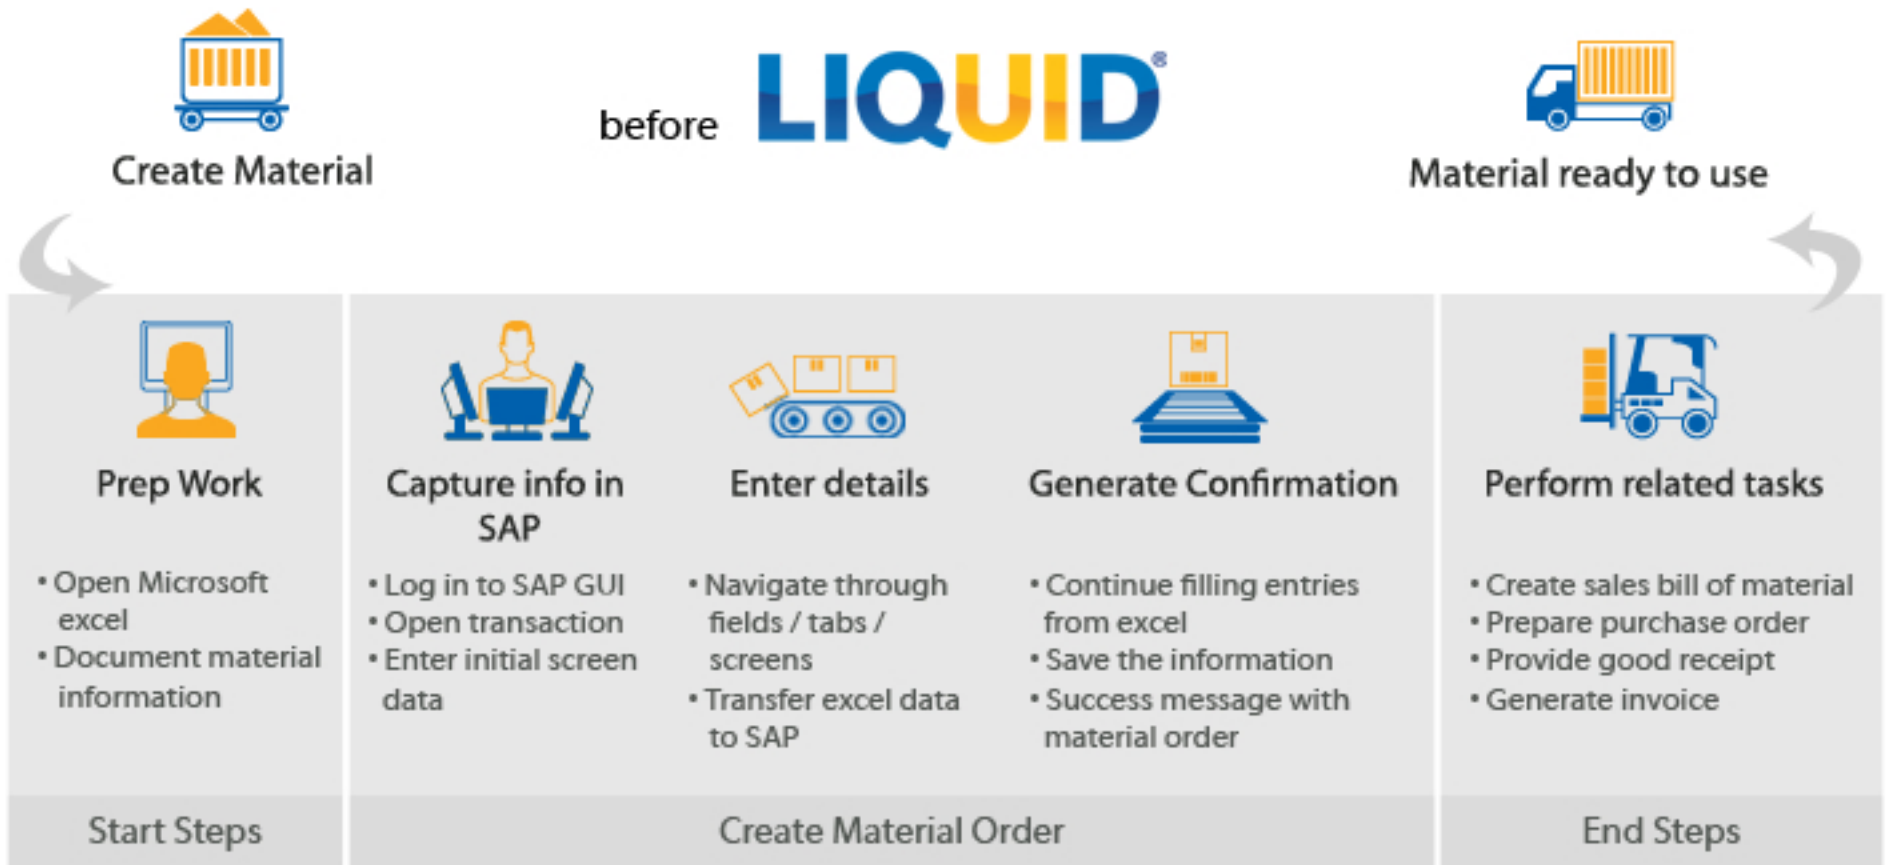 before LIQUID®
Create Material
Material ready to use
Prep Work
• Open Microsoft
excel
• Document material
information
Capture info in
SAP
• Log in to SAP GUI
• Open transaction
• Enter initial screen
data
Enter details
• Navigate through
fields / tabs /
screens
• Transfer excel data
to SAP
Generate Confirmation
• Continue filling entries
from excel
• Save the information
• Success message with
material order
Perform related tasks
• Create sales bill of material
• Prepare purchase order
• Provide good receipt
• Generate invoice
Start Steps
Create Material Order
End Steps